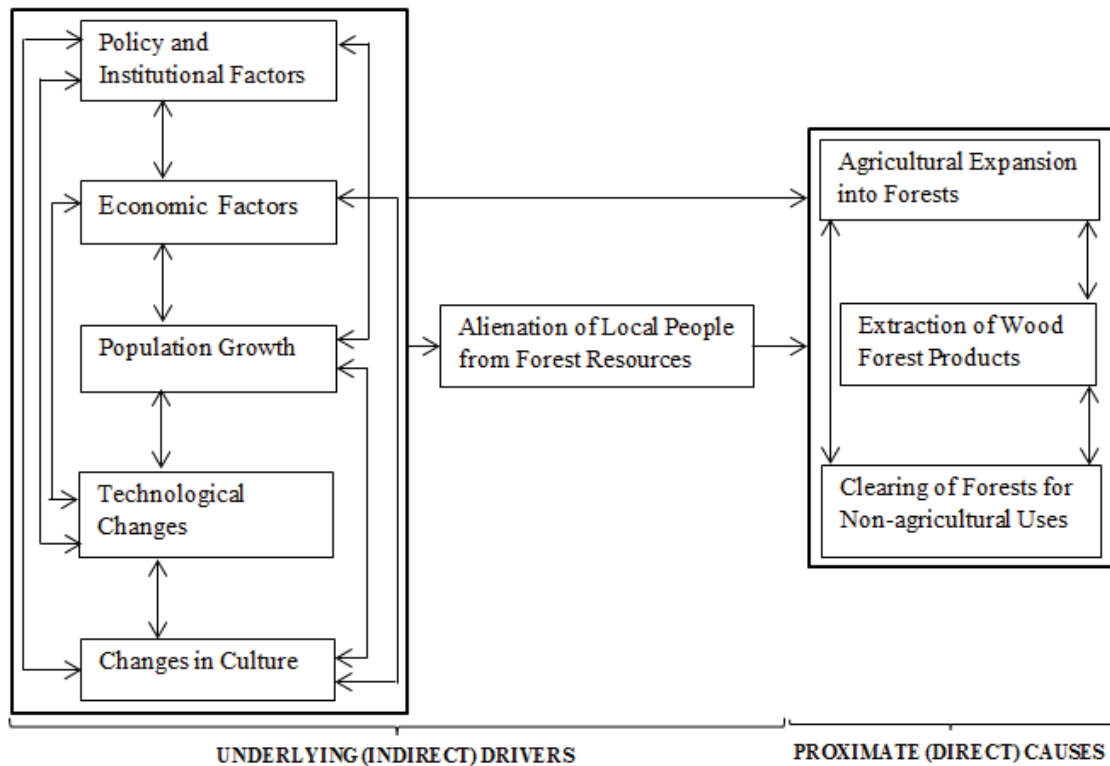 Policy and
Institutional Factors
Economic Factors
Population Growth
Technological
Changes
Changes in Culture
Alienation of Local People
from Forest Resources
Agricultural Expansion
into Forests
Extraction of Wood
Forest Products
Clearing of Forests for
Non-agricultural Uses
UNDERLYING (INDIRECT) DRIVERS
PROXIMATE (DIRECT) CAUSES